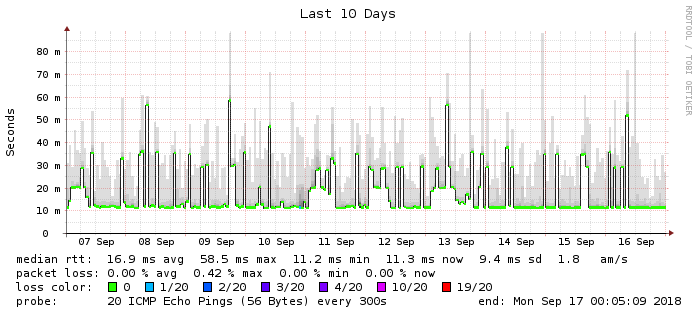 Last 10 Days
RRDTOOL / TOBI OETIKER
Seconds
80 m
70 m
60 m
50 m
40 m
30 m
20 m
10 m
0
07 Sep 08 Sep 09 Sep 10 Sep 11 Sep 12 Sep 13 Sep 14 Sep 15 Sep 16 Sep
median rtt: 16.9 ms avg 58.5 ms max 11.2 ms min 11.3 ms now 9.4 ms sd 1.8 am/s
packet loss: 0.00 % avg 0.42 % max 0.00 % min 0.00 % now
loss color: 0 1/20 2/20 3/20 4/20 10/20 19/20
probe: 20 ICMP Echo Pings (56 Bytes) every 300s end: Mon Sep 17 00:05:09 2018